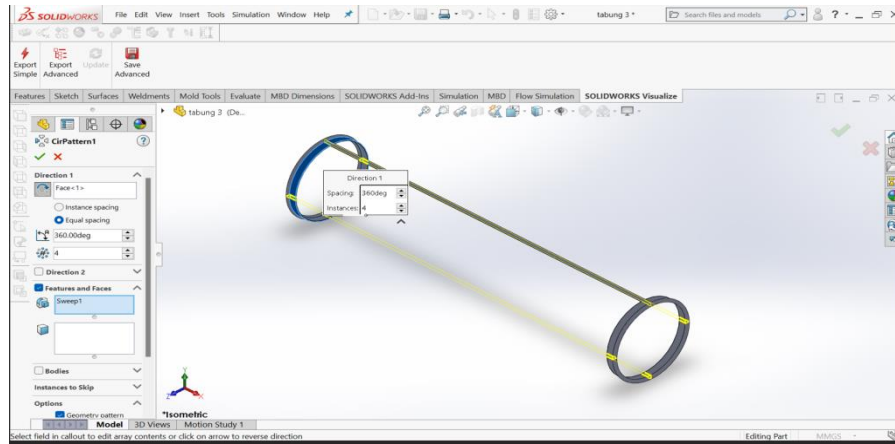 SOLIDWORKS File Edit View Insert Tools Simulation Window Help tabung 3 * Search files and models
Export Simple Export Advanced Update Save Advanced
Features Sketch Surfaces Weldments Mold Tools Evaluate MBD Dimensions SOLIDWORKS Add-Ins Simulation MBD Flow Simulation SOLIDWORKS Visualize
tabung 3 (De...
CirPattern1
Direction 1
Face<1>
Instance spacing
Equal spacing
360.00deg
4
Direction 2
Features and Faces
Sweep1
Bodies
Instances to Skip
Options
Geometry pattern
Direction 1
Spacing: 360deg
Instances: 4
*Isometric
Model 3D Views Motion Study 1
Select field in callout to edit array contents or click on arrow to reverse direction
Editing Part MMGS